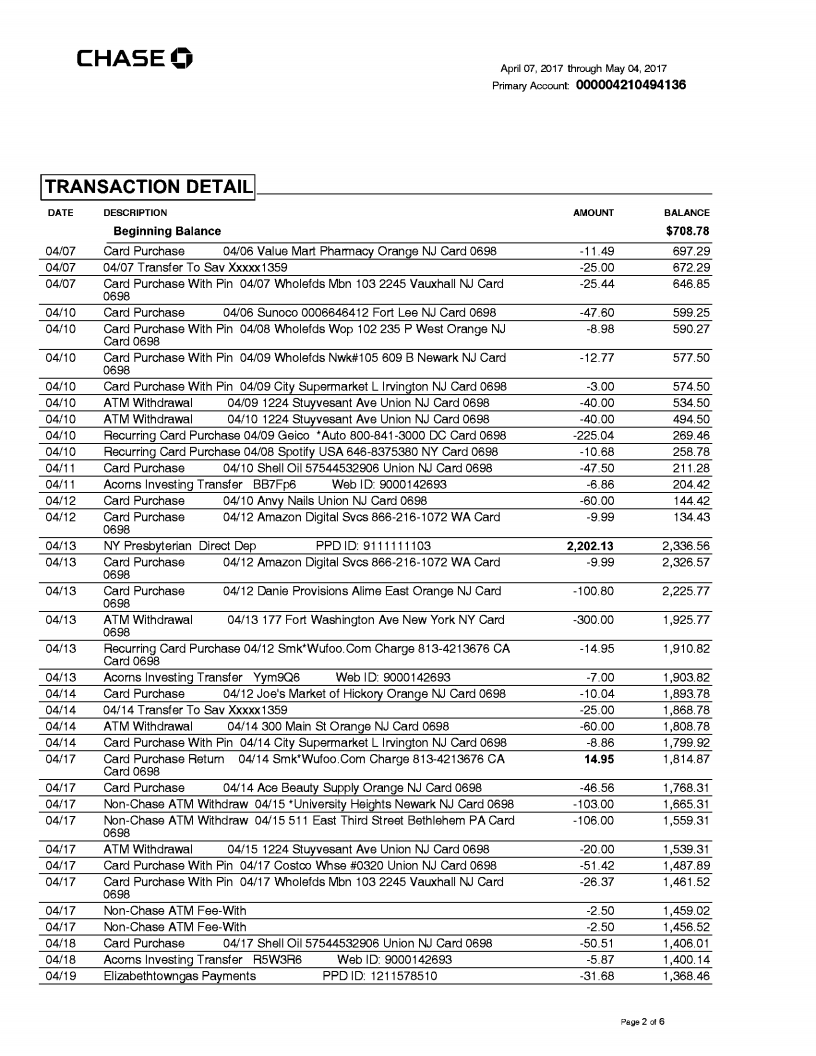 CHASE
April 07, 2017 through May 04, 2017
Primary Account: 000004210494136
TRANSACTION DETAIL
DATE DESCRIPTION AMOUNT BALANCE
Beginning Balance $708.78
04/07 Card Purchase 04/06 Value Mart Pharmacy Orange NJ Card 0698 -11.49 697.29
04/07 04/07 Transfer To Sav Xxxxx1359 -25.00 672.29
04/07 Card Purchase With Pin 04/07 Wholefds Mbn 103 2245 Vauxhall NJ Card -25.44 646.85
0698
04/10 Card Purchase 04/06 Sunoco 0006646412 Fort Lee NJ Card 0698 -47.60 599.25
04/10 Card Purchase With Pin 04/08 Wholefds Wop 102 235 P West Orange NJ -8.98 590.27
Card 0698
04/10 Card Purchase With Pin 04/09 Wholefds Nwk#105 609 B Newark NJ Card -12.77 577.50
0698
04/10 Card Purchase With Pin 04/09 City Supermarket L Irvington NJ Card 0698 -3.00 574.50
04/10 ATM Withdrawal 04/09 1224 Stuyvesant Ave Union NJ Card 0698 -40.00 534.50
04/10 ATM Withdrawal 04/10 1224 Stuyvesant Ave Union NJ Card 0698 -40.00 494.50
04/10 Recurring Card Purchase 04/09 Geico *Auto 800-841-3000 DC Card 0698 -225.04 269.46
04/10 Recurring Card Purchase 04/08 Spotify USA 646-8375380 NY Card 0698 -10.68 258.78
04/11 Card Purchase 04/10 Shell Oil 57544532906 Union NJ Card 0698 -47.50 211.28
04/11 Acorns Investing Transfer BB7Fp6 Web ID: 9000142693 -6.86 204.42
04/12 Card Purchase 04/10 Anvy Nails Union NJ Card 0698 -60.00 144.42
04/12 Card Purchase 04/12 Amazon Digital Svcs 866-216-1072 WA Card -9.99 134.43
0698
04/13 NY Presbyterian Direct Dep PPD ID: 9111111103 2,202.13 2,336.56
04/13 Card Purchase 04/12 Amazon Digital Svcs 866-216-1072 WA Card -9.99 2,326.57
0698
04/13 Card Purchase 04/12 Danie Provisions Alime East Orange NJ Card -100.80 2,225.77
0698
04/13 ATM Withdrawal 04/13 177 Fort Washington Ave New York NY Card -300.00 1,925.77
0698
04/13 Recurring Card Purchase 04/12 Smk*Wufoo.Com Charge 813-4213676 CA -14.95 1,910.82
Card 0698
04/13 Acorns Investing Transfer Yym9Q6 Web ID: 9000142693 -7.00 1,903.82
04/14 Card Purchase 04/12 Joe's Market of Hickory Orange NJ Card 0698 -10.04 1,893.78
04/14 04/14 Transfer To Sav Xxxxx1359 -25.00 1,868.78
04/14 ATM Withdrawal 04/14 300 Main St Orange NJ Card 0698 -60.00 1,808.78
04/14 Card Purchase With Pin 04/14 City Supermarket L Irvington NJ Card 0698 -8.86 1,799.92
04/17 Card Purchase Return 04/14 Smk*Wufoo.Com Charge 813-4213676 CA 14.95 1,814.87
Card 0698
04/17 Card Purchase 04/14 Ace Beauty Supply Orange NJ Card 0698 -46.56 1,768.31
04/17 Non-Chase ATM Withdraw 04/15 *University Heights Newark NJ Card 0698 -103.00 1,665.31
04/17 Non-Chase ATM Withdraw 04/15 511 East Third Street Bethlehem PA Card -106.00 1,559.31
0698
04/17 ATM Withdrawal 04/15 1224 Stuyvesant Ave Union NJ Card 0698 -20.00 1,539.31
04/17 Card Purchase With Pin 04/17 Costco Whse #0320 Union NJ Card 0698 -51.42 1,487.89
04/17 Card Purchase With Pin 04/17 Wholefds Mbn 103 2245 Vauxhall NJ Card -26.37 1,461.52
0698
04/17 Non-Chase ATM Fee-With -2.50 1,459.02
04/17 Non-Chase ATM Fee-With -2.50 1,456.52
04/18 Card Purchase 04/17 Shell Oil 57544532906 Union NJ Card 0698 -50.51 1,406.01
04/18 Acorns Investing Transfer R5W3R6 Web ID: 9000142693 -5.87 1,400.14
04/19 Elizabethtowngas Payments PPD ID: 1211578510 -31.68 1,368.46
Page 2 of 6